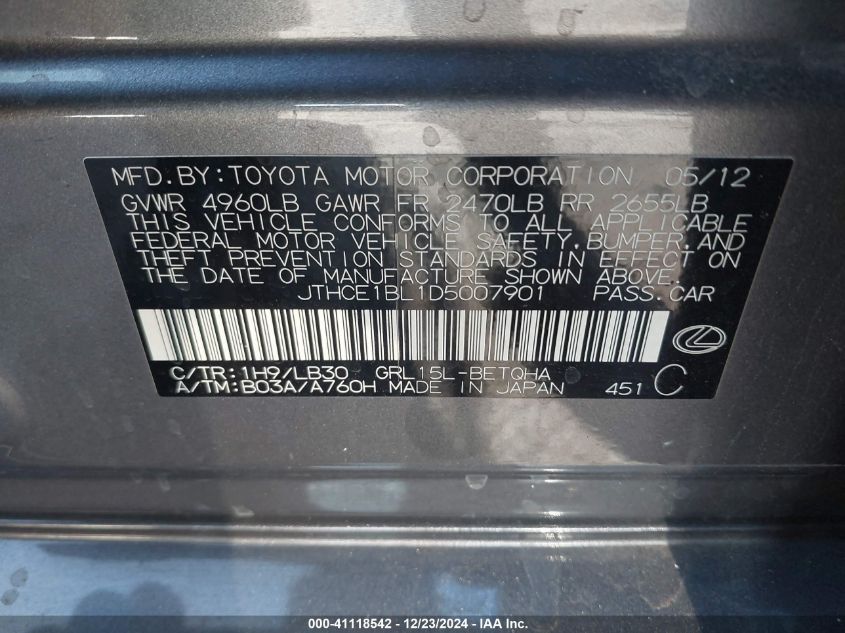 MFD.BY:TOYOTA MOTOR CORPORATION 05/12
GVWR 4960LB GAWR FR 2470LB RR 2655LB
THIS VEHICLE CONFORMS TO ALL APPLICABLE
FEDERAL MOTOR VEHICLE SAFETY,BUMPER,AND
THEFT PREVENTION STANDARDS IN EFFECT ON
THE DATE OF MANUFACTURE SHOWN ABOVE.
JTHCE1BL1D5007901 PASS.CAR
C/TR:1H9/LB30 GRL15L-BETQHA
A/TM:B03A/A760H MADE IN JAPAN 451 C
000-41118542 - 12/23/2024 - IAA Inc.